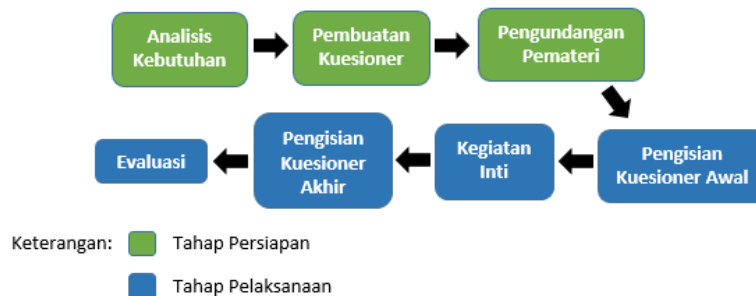 Analisis
Kebutuhan
Pembuatan
Kuesioner
Pengundangan
Pemateri
Pengisian
Kuesioner Awal
Kegiatan
Inti
Pengisian
Kuesioner
Akhir
Evaluasi
Keterangan:
Tahap Persiapan
Tahap Pelaksanaan